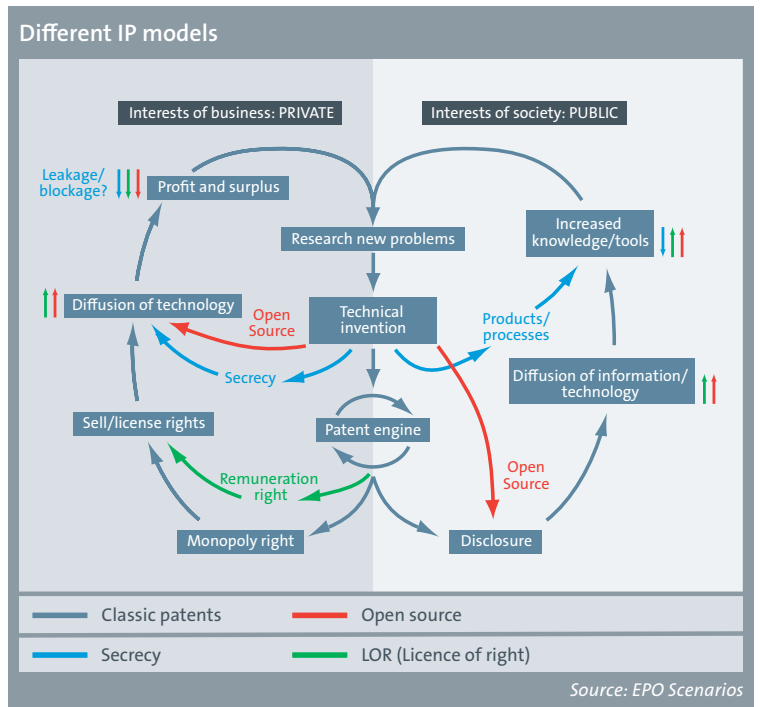 Different IP models
Interests of business: PRIVATE
Interests of society: PUBLIC
Leakage/
blockage?
Profit and surplus
Research new problems
Increased
knowledge/tools
Diffusion of technology
Open
Source
Technical
invention
Products/
processes
Secrecy
Diffusion of information/
technology
Sell/license rights
Patent engine
Remuneration
right
Open
Source
Monopoly right
Disclosure
Classic patents
Open source
Secrecy
LOR (Licence of right)
Source: EPO Scenarios